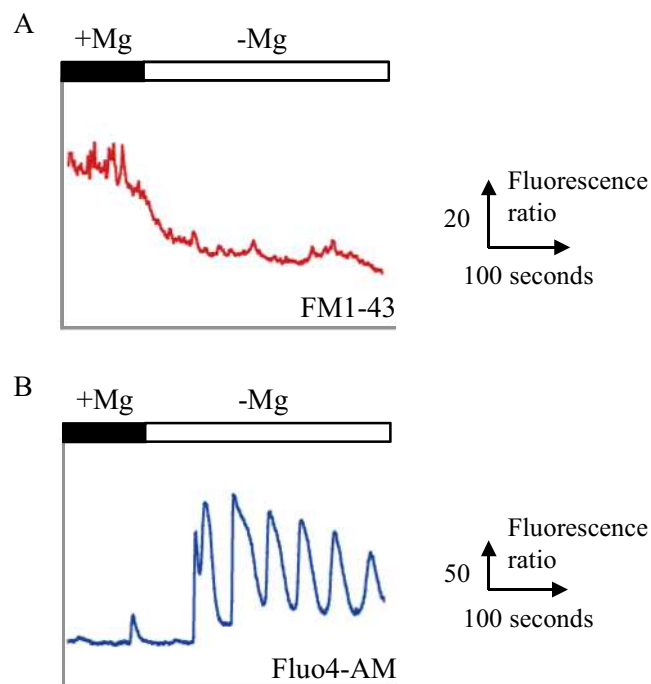 A
+Mg -Mg
Fluorescence
ratio
20
100 seconds
FM1-43
B
+Mg -Mg
Fluorescence
ratio
50
100 seconds
Fluo4-AM